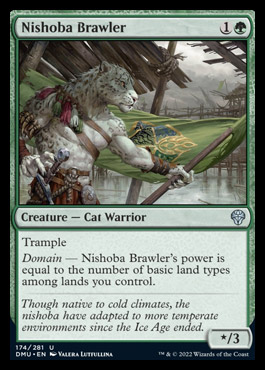 Nishoba Brawler 1
Creature — Cat Warrior
Trample
Domain — Nishoba Brawler's power is
equal to the number of basic land types
among lands you control.
Though native to cold climates, the
nishoba have adapted to more temperate
environments since the Ice Age ended.
*/3
174/281 U
DMU • EN VALERA LUTFULLINA
™ & © 2022 Wizards of the Coast